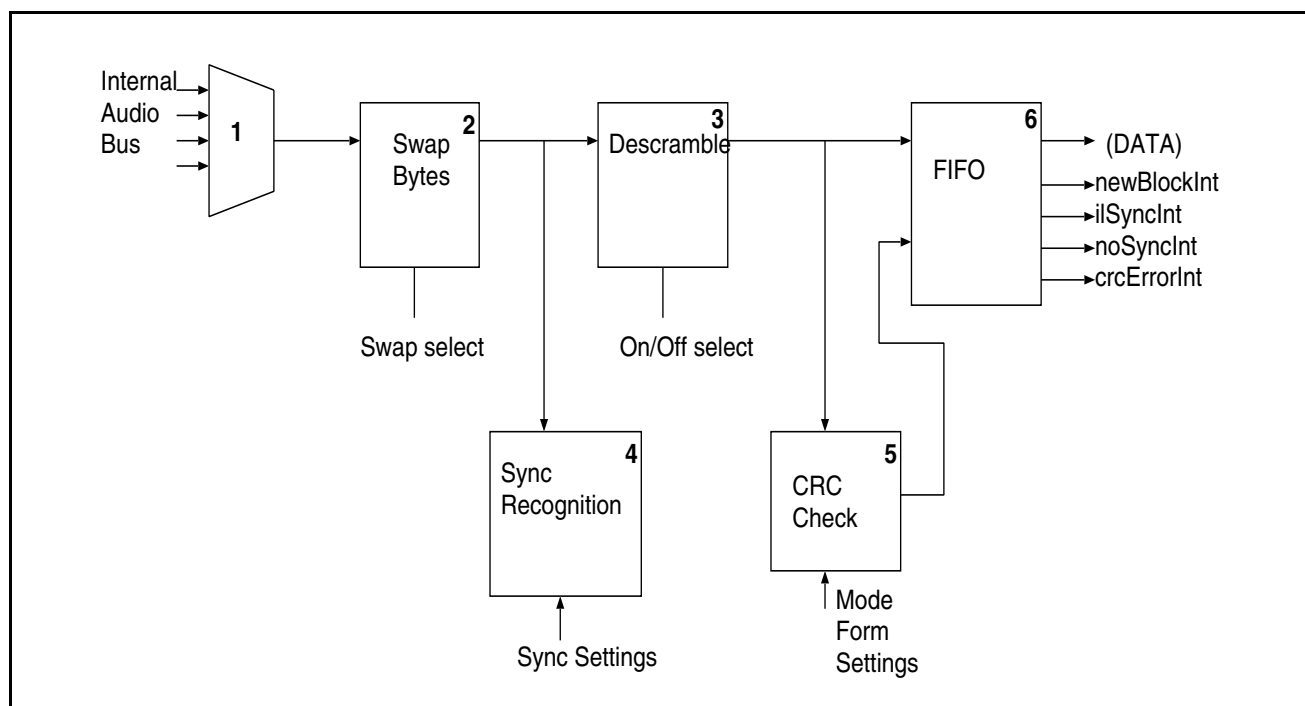 Internal
Audio
Bus
1
2
Swap
Bytes
Swap select
3
Descramble
On/Off select
6
FIFO
(DATA)
newBlockInt
ilSyncInt
noSyncInt
crcErrorInt
4
Sync
Recognition
Sync Settings
5
CRC
Check
Mode
Form
Settings